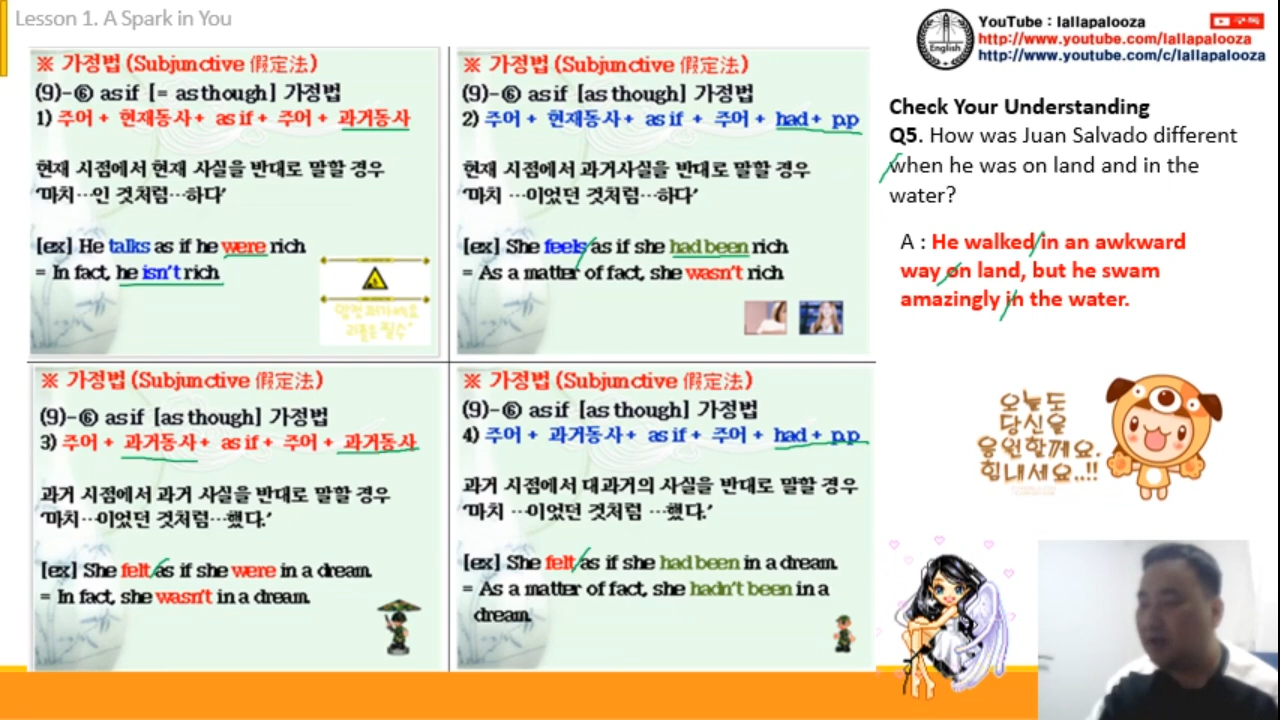 Lesson 1. A Spark in You
※ 가정법(Subjunctive 假定法)
(9)-⑥ as if [= as though] 가정법
1) 주어 + 현재동사 + as if + 주어 + 과거동사
현재 시점에서 현재 사실을 반대로 말할 경우
'마치…인 것처럼…하다'
[ex] He talks as if he were rich
= In fact, he isn't rich
※ 가정법(Subjunctive 假定法)
(9)-⑥ as if [as though] 가정법
2) 주어 + 현재동사 + as if + 주어 + had + p.p
현재 시점에서 과거사실을 반대로 말할 경우
'마치 …이었던 것처럼…하다'
[ex] She feels as if she had been rich
= As a matter of fact, she wasn't rich
※ 가정법(Subjunctive 假定法)
(9)-⑥ as if [as though] 가정법
3) 주어 + 과거동사 + as if + 주어 + 과거동사
과거 시점에서 과거 사실을 반대로 말할 경우
'마치…이었던 것처럼…했다.'
[ex] She felt as if she were in a dream.
= In fact, she wasn't in a dream.
※ 가정법(Subjunctive 假定法)
(9)-⑥ as if [as though] 가정법
4) 주어 + 과거동사 + as if + 주어 + had + p.p
과거 시점에서 대과거의 사실을 반대로 말할 경우
'마치 …이었던 것처럼 …했다.'
[ex] She felt as if she had been in a dream.
= As a matter of fact, she hadn't been in a
dream.
English
YouTube : lallapalooza
구독
http://www.youtube.com/lallapalooza
http://www.youtube.com/c/lallapalooza
Check Your Understanding
Q5. How was Juan Salvado different
when he was on land and in the
water?
A : He walked in an awkward
way on land, but he swam
amazingly in the water.
오늘도
당신을
응원할께요.
힘내세요..!!